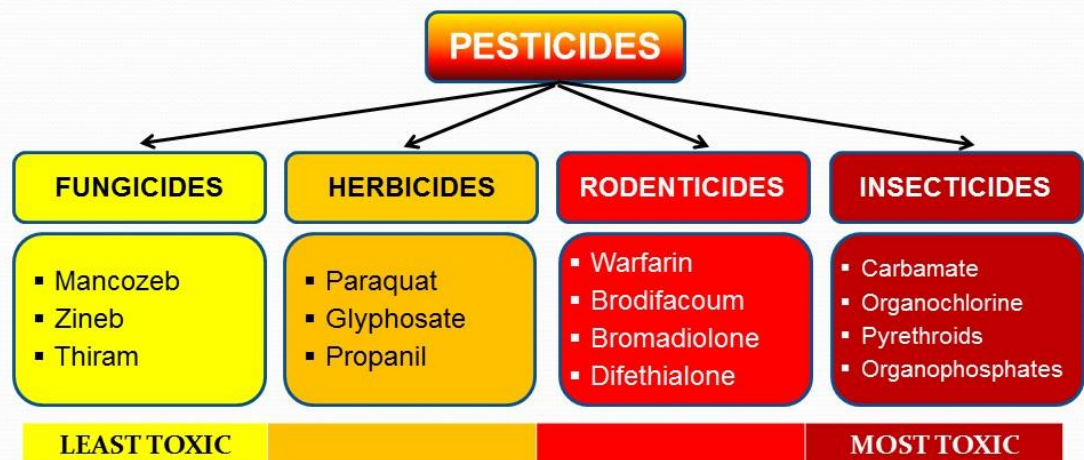 PESTICIDES
FUNGICIDES
▪ Mancozeb
▪ Zineb
▪ Thiram
HERBICIDES
▪ Paraquat
▪ Glyphosate
▪ Propanil
RODENTICIDES
▪ Warfarin
▪ Brodifacoum
▪ Bromadiolone
▪ Difethialone
INSECTICIDES
▪ Carbamate
▪ Organochlorine
▪ Pyrethroids
▪ Organophosphates
LEAST TOXIC
MOST TOXIC